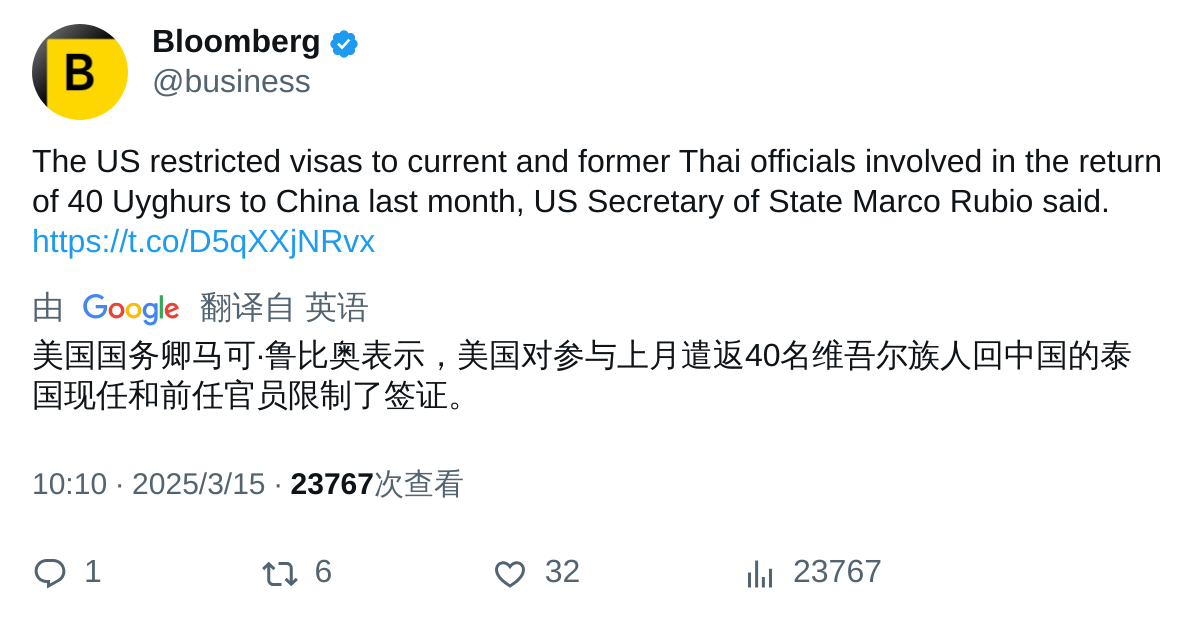 B
Bloomberg
@business
The US restricted visas to current and former Thai officials involved in the return
of 40 Uyghurs to China last month, US Secretary of State Marco Rubio said.
https://t.co/D5qXXjNRvx
由 Google 翻译自 英语
美国国务卿马可·鲁比奥表示，美国对参与上月遣返40名维吾尔族人回中国的泰
国现任和前任官员限制了签证。
10:10 · 2025/3/15 · 23767次查看
1 6 32 23767